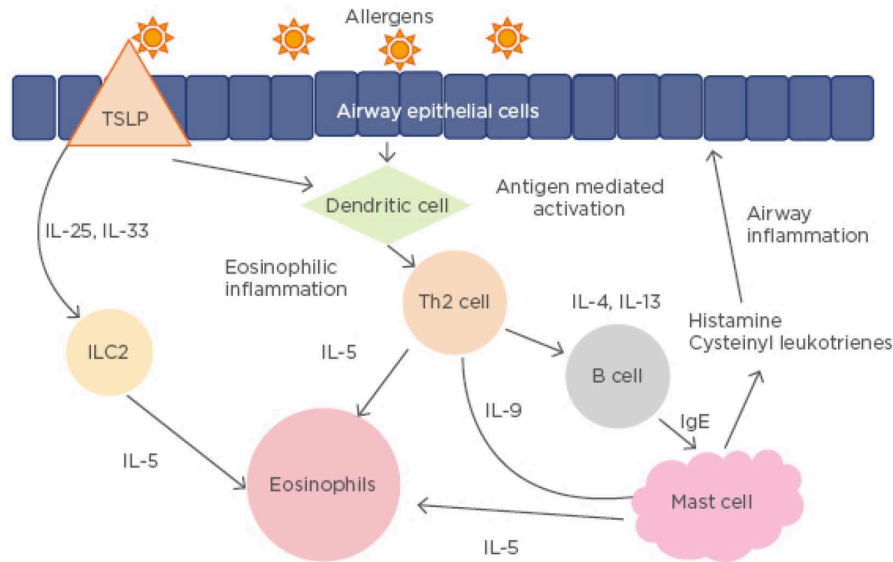 Allergens
Airway epithelial cells
TSLP
Dendritic cell
Antigen mediated
activation
Airway
inflammation
IL-25, IL-33
Eosinophilic
inflammation
Th2 cell
IL-4, IL-13
Histamine
Cysteinyl leukotrienes
ILC2
IL-5
B cell
IL-9
IgE
IL-5
Eosinophils
Mast cell
IL-5